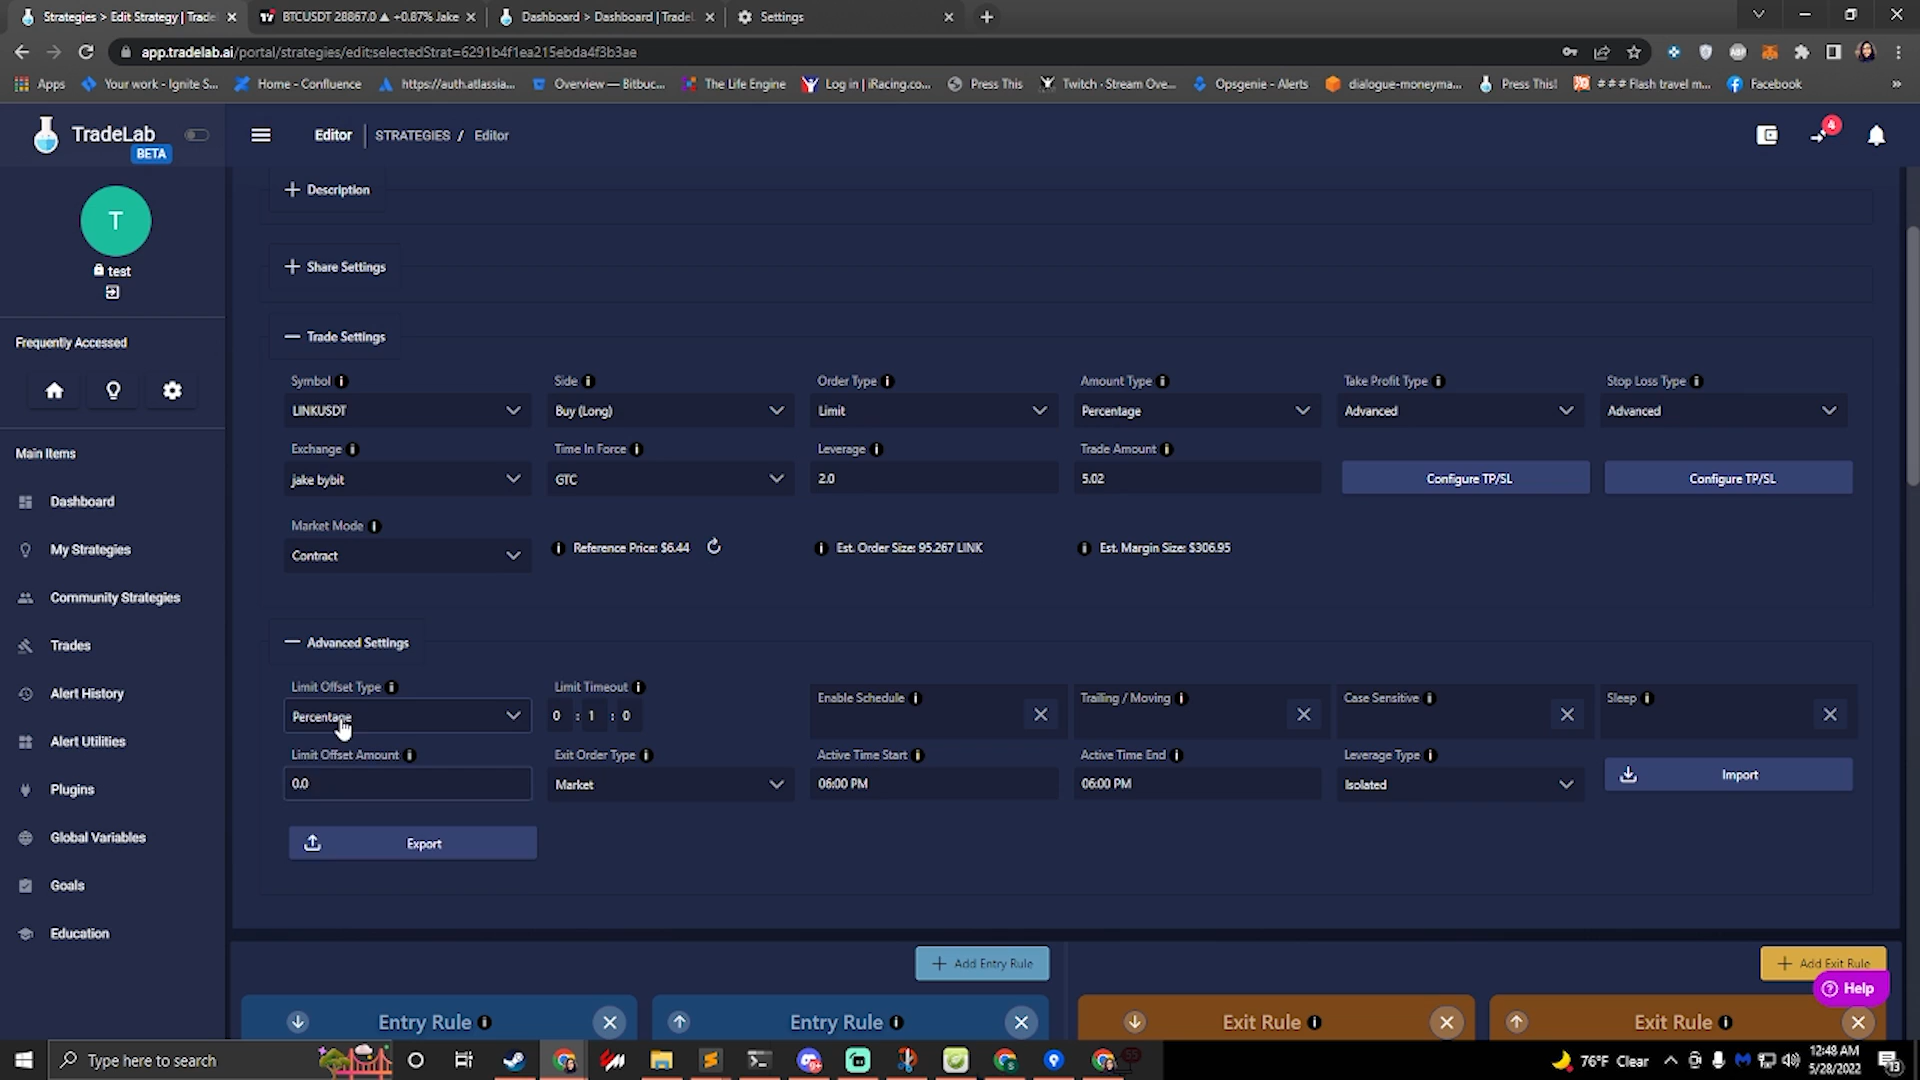 Strategies > Edit Strategy | Trade
BTCUSDT 28867.0 ▲ +0.87% Jake
Dashboard > Dashboard | TradeL
Settings
app.tradelab.ai/portal/strategies/edit;selectedStrat=6291b4f1ea215ebda4f3b3ae
Apps
Your work - Ignite S...
Home - Confluence
https://auth.atlassia...
Overview — Bitbuc...
The Life Engine
Log in | iRacing.co...
Press This
Twitch - Stream Ove...
Opsgenie - Alerts
dialogue-moneyma...
Press This!
###Flash travel m...
Facebook
»
TradeLab
BETA
Editor
STRATEGIES / Editor
4
T
test
Frequently Accessed
Main Items
Dashboard
My Strategies
Community Strategies
Trades
Alert History
Alert Utilities
Plugins
Global Variables
Goals
Education
Description
Share Settings
Trade Settings
Symbol
Side
Order Type
Amount Type
Take Profit Type
Stop Loss Type
LINKUSDT
Buy (Long)
Limit
Percentage
Advanced
Advanced
Exchange
Time In Force
Leverage
Trade Amount
jake bybit
GTC
2.0
5.02
Configure TP/SL
Configure TP/SL
Market Mode
Contract
Reference Price: $6.44
Est. Order Size: 95.267 LINK
Est. Margin Size: $306.95
Advanced Settings
Limit Offset Type
Limit Timeout
Enable Schedule
Trailing / Moving
Case Sensitive
Sleep
Percentage
0 : 1 : 0
Limit Offset Amount
Exit Order Type
Active Time Start
Active Time End
Leverage Type
0.0
Market
06:00 PM
06:00 PM
Isolated
Import
Export
Add Entry Rule
Add Exit Rule
Help
Entry Rule
Entry Rule
Exit Rule
Exit Rule
Type here to search
76°F Clear
12:48 AM
5/28/2022
13